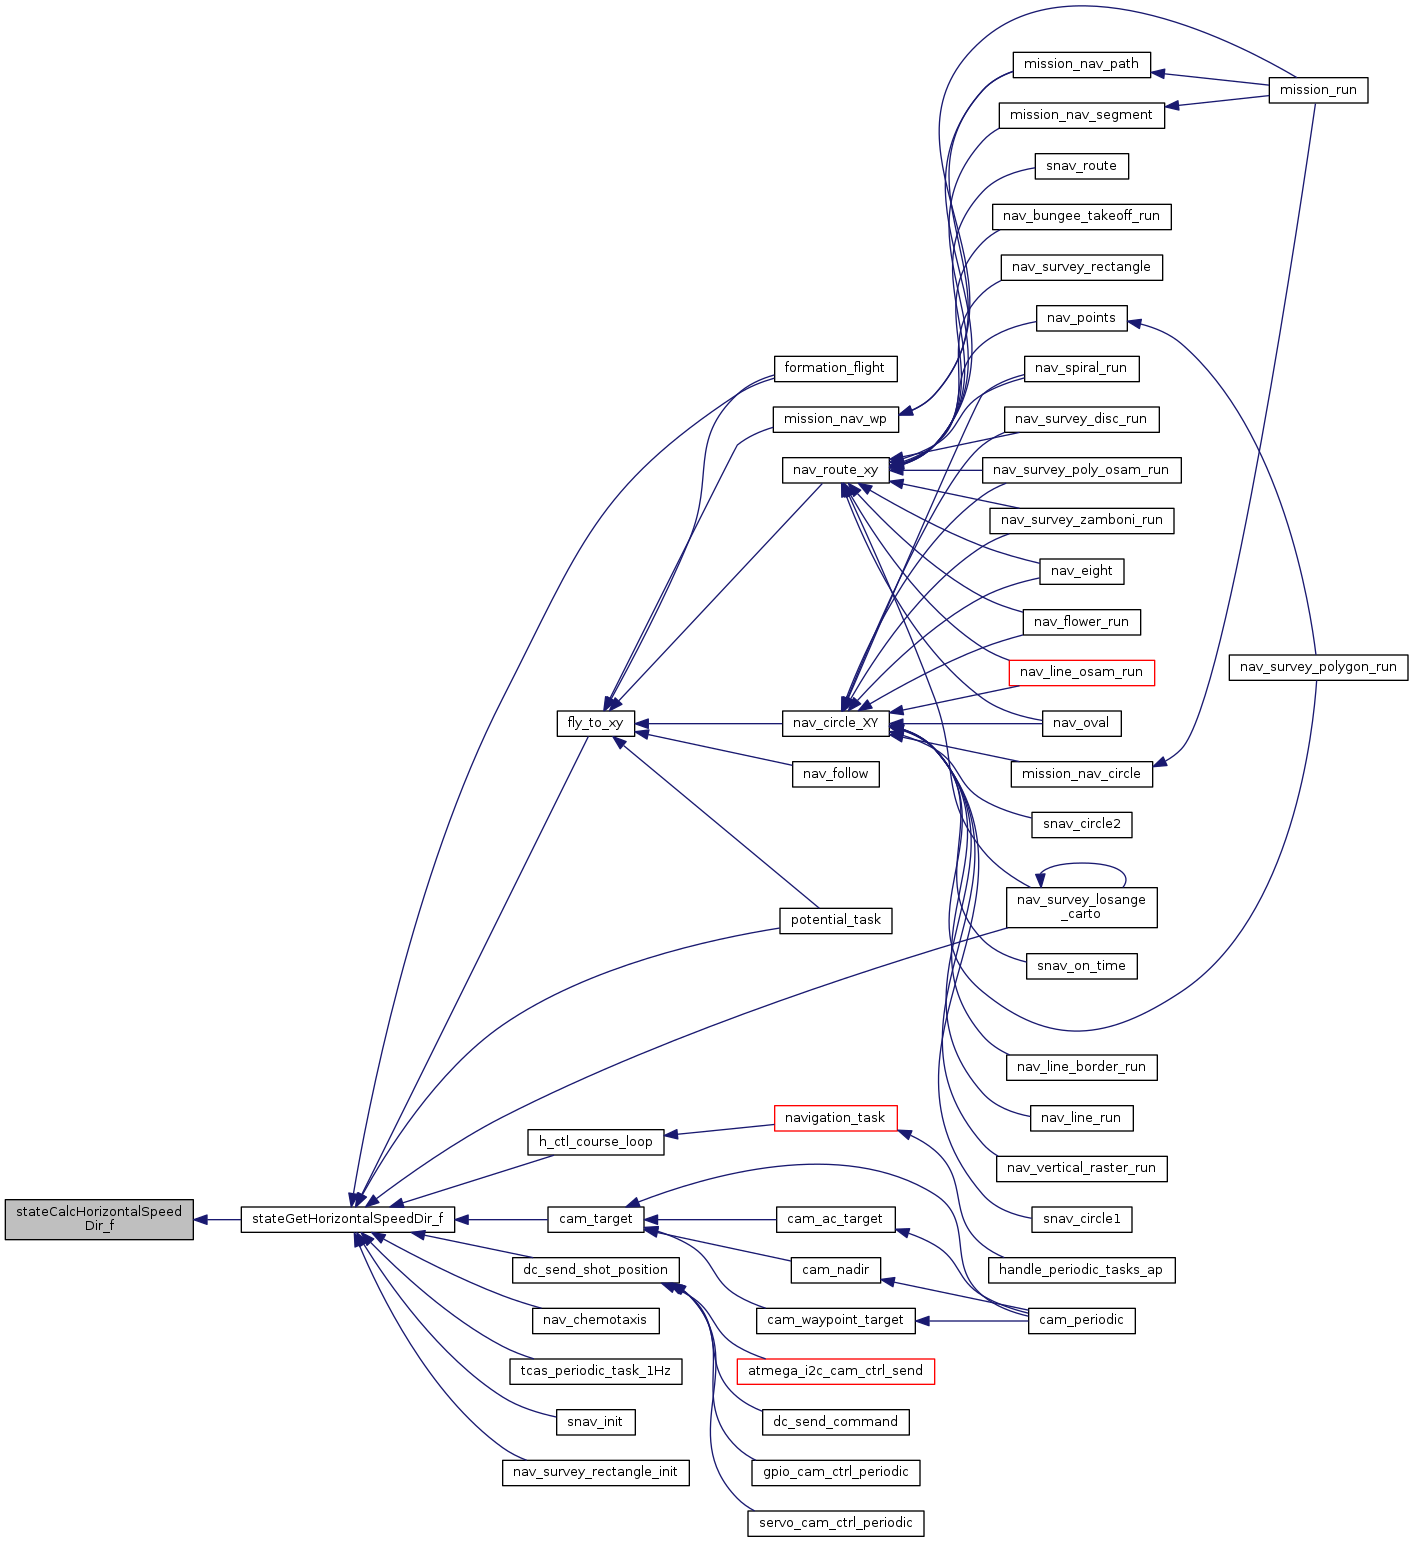 mission_nav_path
mission_run
mission_nav_segment
snav_route
nav_bungee_takeoff_run
nav_survey_rectangle
nav_points
formation_flight
nav_spiral_run
mission_nav_wp
nav_survey_disc_run
nav_route_xy
nav_survey_poly_osam_run
nav_survey_zamboni_run
nav_eight
nav_flower_run
nav_line_osam_run
nav_survey_polygon_run
fly_to_xy
nav_circle_XY
nav_oval
nav_follow
mission_nav_circle
snav_circle2
nav_survey_losange
_carto
potential_task
snav_on_time
nav_line_border_run
navigation_task
nav_line_run
h_ctl_course_loop
nav_vertical_raster_run
stateCalcHorizontalSpeed
Dir_f
stateGetHorizontalSpeedDir_f
cam_target
cam_ac_target
snav_circle1
dc_send_shot_position
cam_nadir
handle_periodic_tasks_ap
nav_chemotaxis
cam_waypoint_target
cam_periodic
tcas_periodic_task_1Hz
atmega_i2c_cam_ctrl_send
snav_init
dc_send_command
nav_survey_rectangle_init
gpio_cam_ctrl_periodic
servo_cam_ctrl_periodic